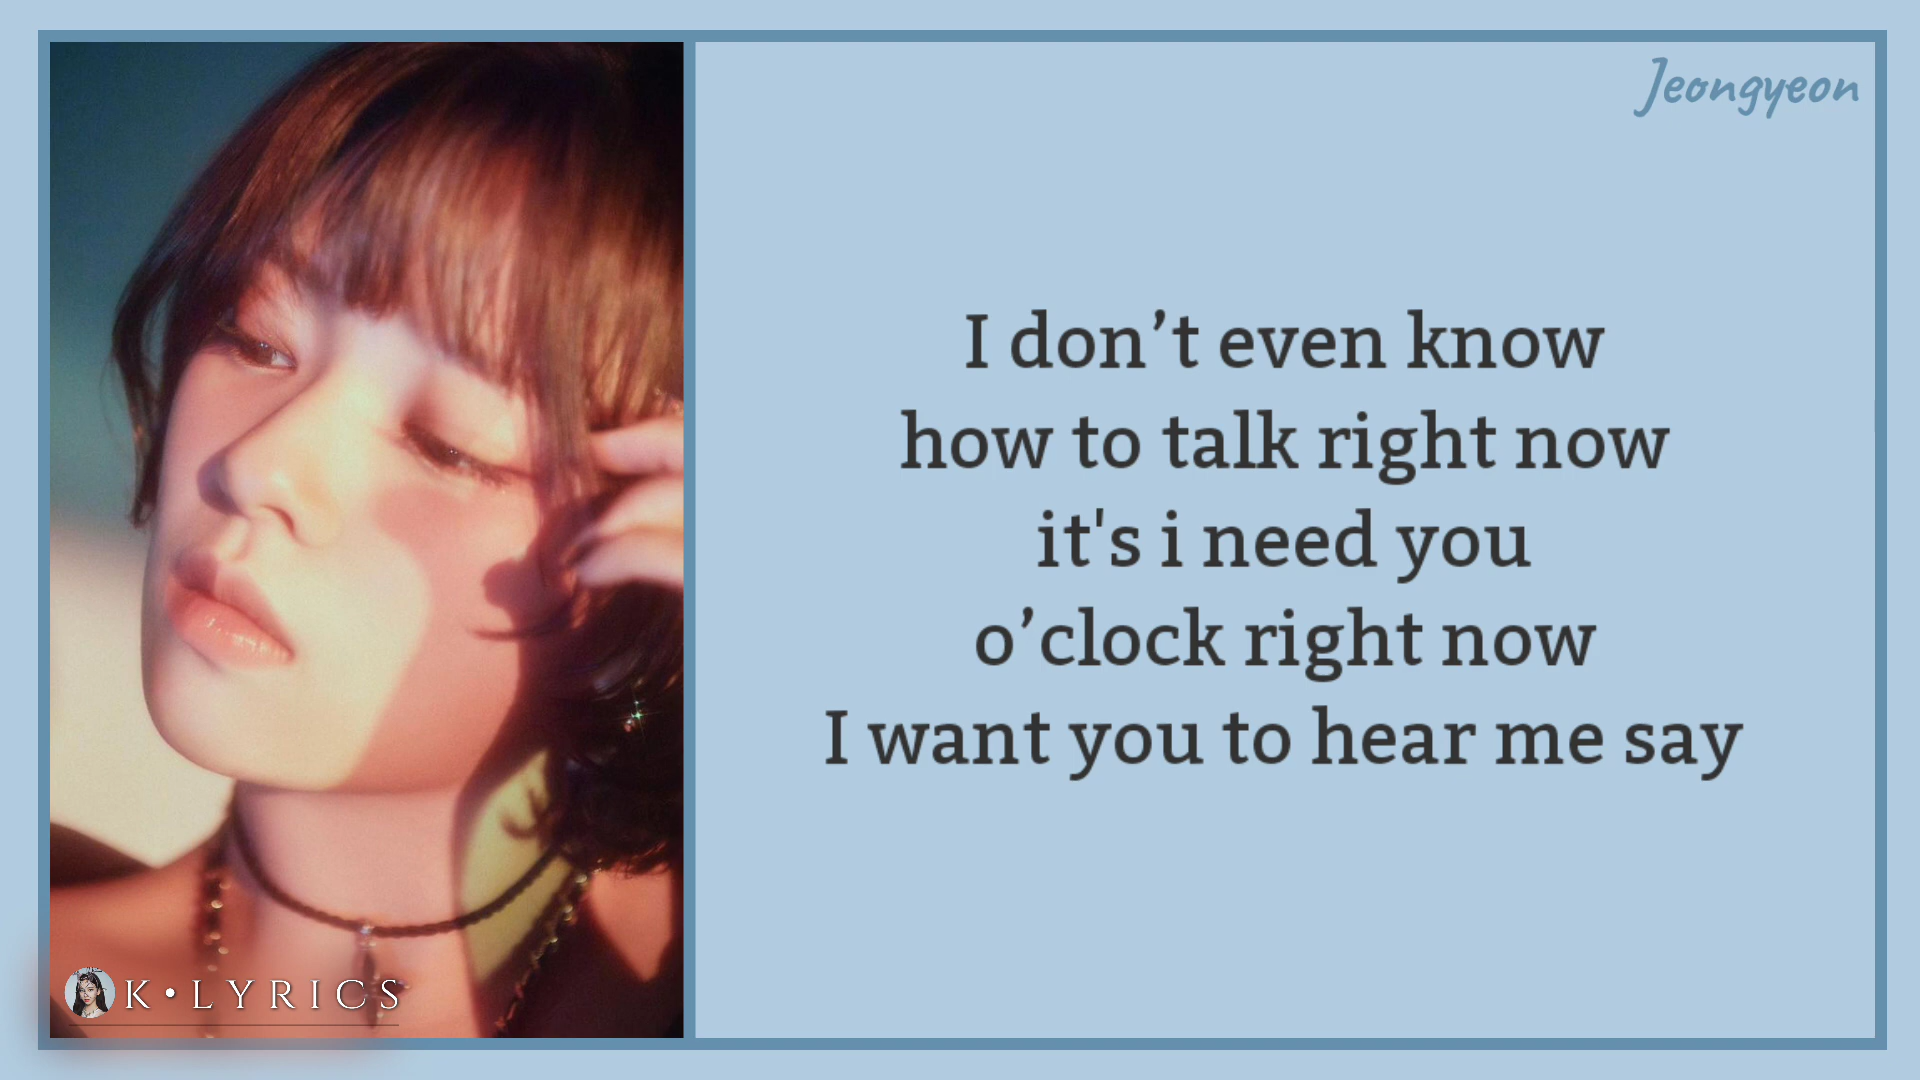 Jeongyeon
I don’t even know
how to talk right now
it's i need you
o’clock right now
I want you to hear me say
K•LYRICS